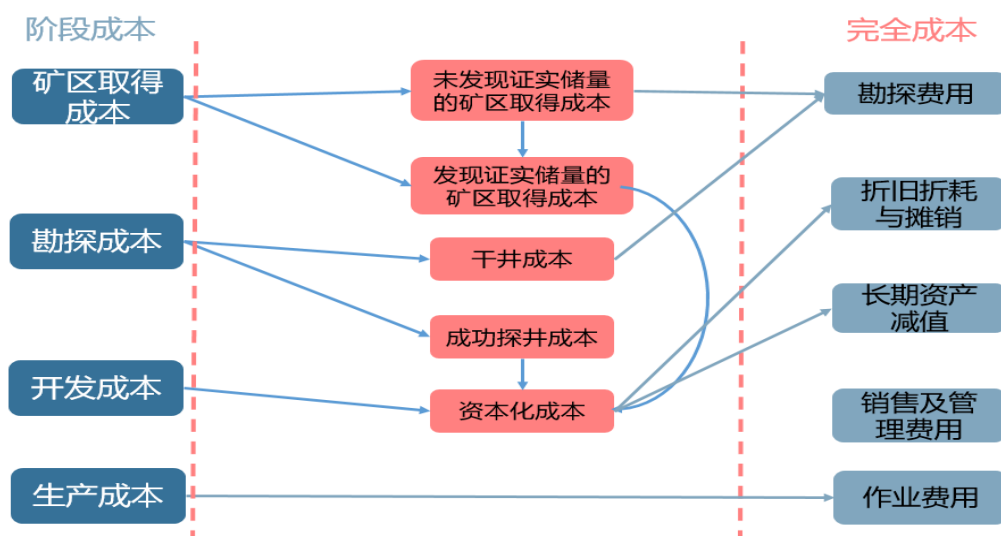 阶段成本
完全成本
矿区取得
成本
未发现证实储量
的矿区取得成本
勘探费用
发现证实储量的
矿区取得成本
折旧折耗
与摊销
勘探成本
干井成本
长期资产
减值
成功探井成本
开发成本
资本化成本
销售及管
理费用
生产成本
作业费用